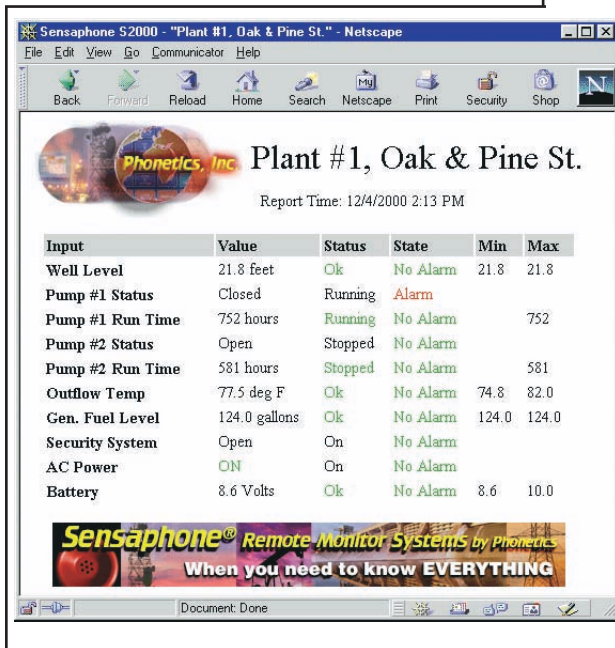 Sensaphone S2000 - "Plant #1, Oak & Pine St." - Netscape
File Edit View Go Communicator Help
Back Forward Reload Home Search Netscape Print Security Shop
My
N
Phonetics, Inc.
Plant #1, Oak & Pine St.
Report Time: 12/4/2000 2:13 PM
Input Value Status State Min Max
Well Level 21.8 feet Ok No Alarm 21.8 21.8
Pump #1 Status Closed Running Alarm
Pump #1 Run Time 752 hours Running No Alarm 752
Pump #2 Status Open Stopped No Alarm
Pump #2 Run Time 581 hours Stopped No Alarm 581
Outflow Temp 77.5 deg F Ok No Alarm 74.8 82.0
Gen. Fuel Level 124.0 gallons Ok No Alarm 124.0 124.0
Security System Open On No Alarm
AC Power ON On No Alarm
Battery 8.6 Volts Ok No Alarm 8.6 10.0
Sensaphone® Remote Monitor Systems by Phonetics
When you need to know EVERYTHING
Document: Done